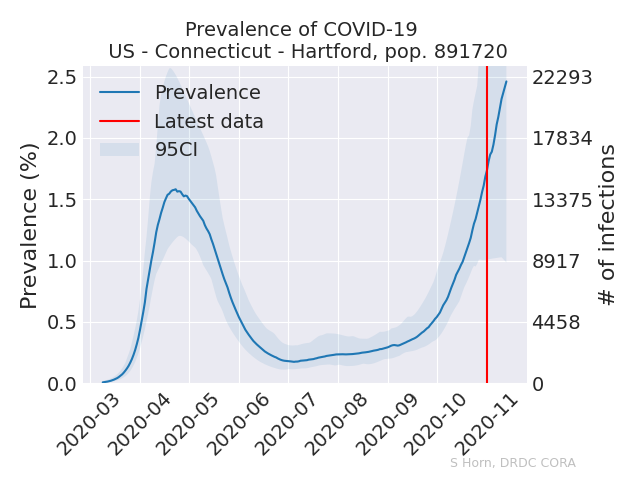 Prevalence of COVID-19
US - Connecticut - Hartford, pop. 891720
Prevalence
Latest data
95CI
Prevalence (%)
2.5
2.0
1.5
1.0
0.5
0.0
22293
17834
13375
8917
4458
0
# of infections
2020-03
2020-04
2020-05
2020-06
2020-07
2020-08
2020-09
2020-10
2020-11
S Horn, DRDC CORA